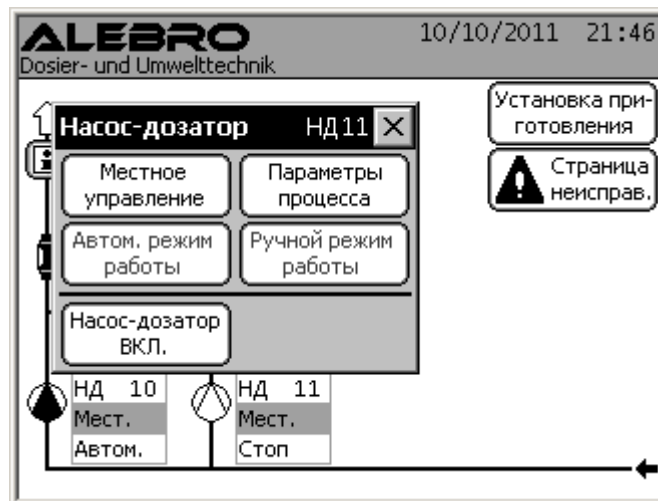 ALEBRO
10/10/2011 21:46
Dosier- und Umwelttechnik
Установка при-
готовления
Страница
неисправ.
Насос-дозатор НД11
Местное
управление
Параметры
процесса
Автом. режим
работы
Ручной режим
работы
Насос-дозатор
ВКЛ.
НД 10
Мест.
Автом.
НД 11
Мест.
Стоп